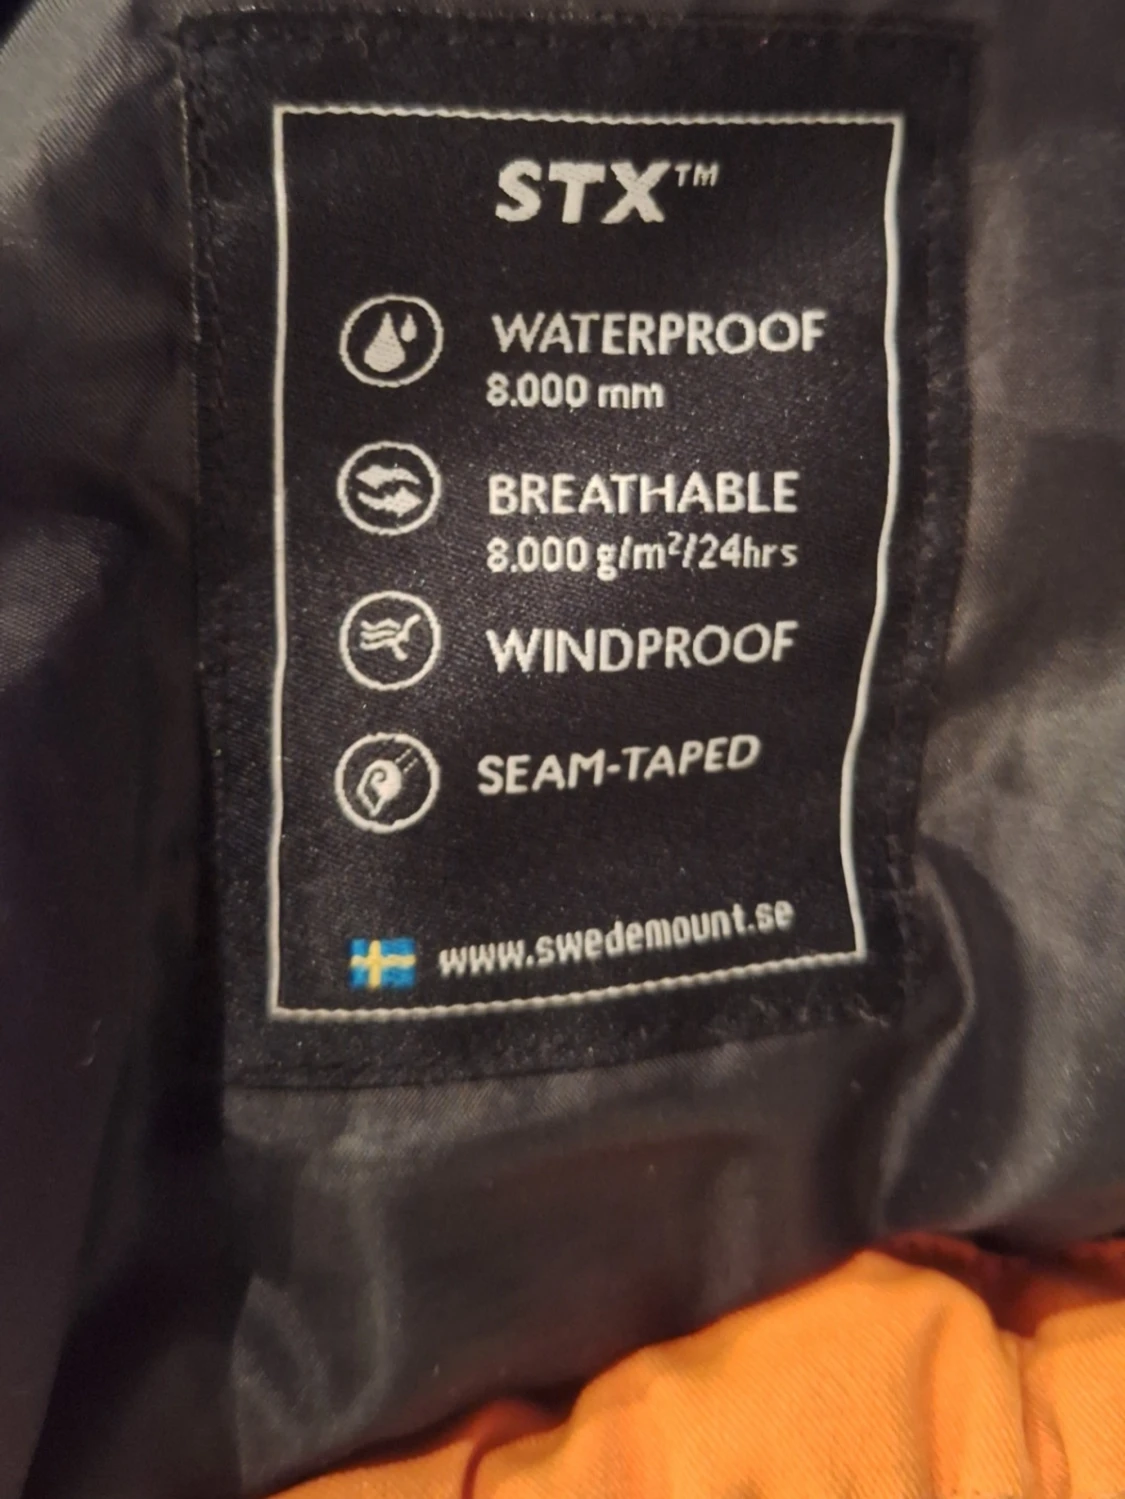 STX™
WATERPROOF
8.000 mm
BREATHABLE
8.000 g/m²/24hrs
WINDPROOF
SEAM-TAPED
www.swedemount.se